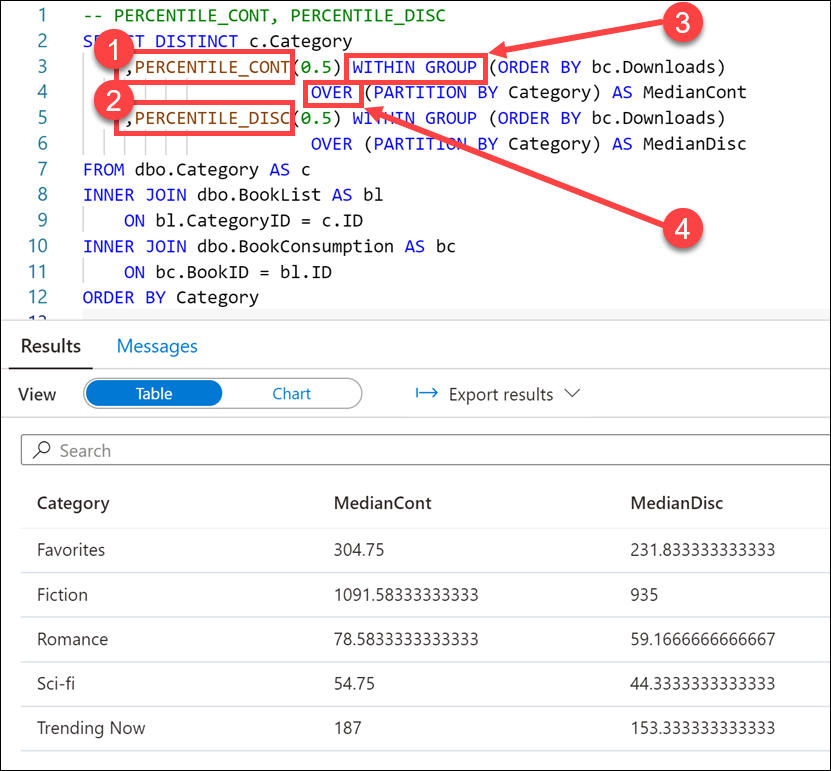 1 -- PERCENTILE_CONT, PERCENTILE_DISC
2 SELECT DISTINCT c.Category
3 ,PERCENTILE_CONT(0.5) WITHIN GROUP (ORDER BY bc.Downloads)
4 OVER (PARTITION BY Category) AS MedianCont
5 ,PERCENTILE_DISC(0.5) WITHIN GROUP (ORDER BY bc.Downloads)
6 OVER (PARTITION BY Category) AS MedianDisc
7 FROM dbo.Category AS c
8 INNER JOIN dbo.BookList AS bl
9 ON bl.CategoryID = c.ID
10 INNER JOIN dbo.BookConsumption AS bc
11 ON bc.BookID = bl.ID
12 ORDER BY Category
1
2
3
4
Results Messages
View Table Chart Export results
Search
Category MedianCont MedianDisc
Favorites 304.75 231.833333333333
Fiction 1091.58333333333 935
Romance 78.5833333333333 59.1666666666667
Sci-fi 54.75 44.3333333333333
Trending Now 187 153.333333333333